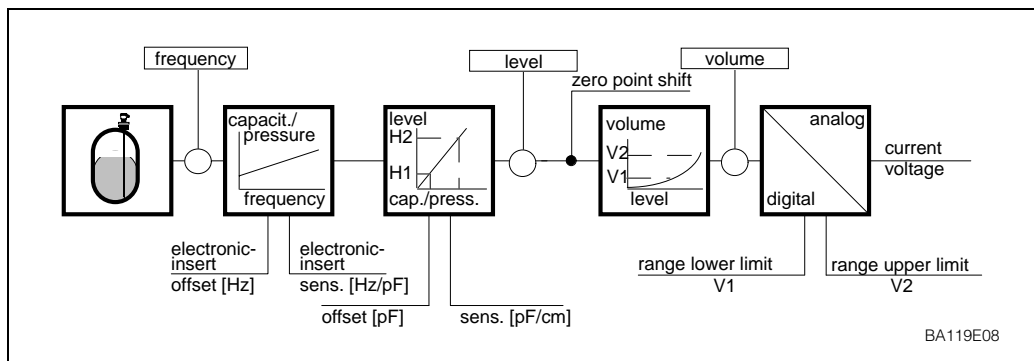 frequency
level
volume
zero point shift
capacit./
pressure
frequency
level
H2
H1
cap./press.
volume
V2
V1
level
analog
digital
current
voltage
electronic-
insert
offset [Hz]
electronic-
insert
sens. [Hz/pF]
offset [pF]
sens. [pF/cm]
range lower limit
V1
range upper limit
V2
BA119E08